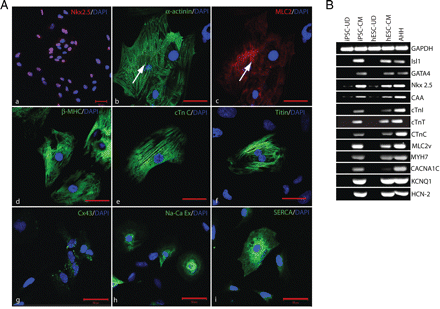 A
B
Nkx2.5/DAPI
α-actinin/DAPI
MLC2/DAPI
a
b
c
β-MHC/DAPI
cTn C/DAPI
Titin/DAPI
d
e
f
Cx43/DAPI
Na-Ca Ex/DAPI
SERCA/DAPI
g
h
i
iPSC-UD
iPSC-CM
hESC-UD
hESC-CM
AHH
GAPDH
Isl1
GATA4
Nkx 2.5
CAA
cTnI
cTnT
CTnC
MLC2v
MYH7
CACNA1C
KCNQ1
HCN-2